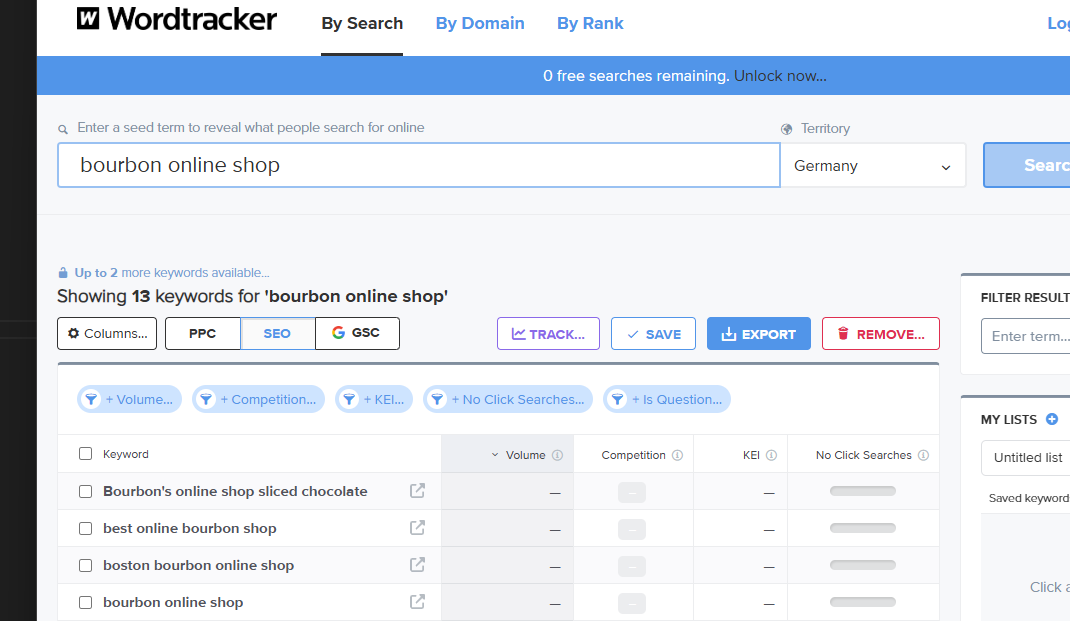 W Wordtracker By Search By Domain By Rank
0 free searches remaining. Unlock now...
Enter a seed term to reveal what people search for online Territory
bourbon online shop Germany
Up to 2 more keywords available...
Showing 13 keywords for 'bourbon online shop'
FILTER RESULT
Columns... PPC SEO G GSC TRACK... SAVE EXPORT REMOVE... Enter term...
+ Volume... + Competition... + KEI... + No Click Searches... + Is Question...
MY LISTS
Keyword Volume Competition KEI No Click Searches Untitled list
Bourbon's online shop sliced chocolate — – —
Saved keyword
best online bourbon shop — – —
boston bourbon online shop — – —
Click
bourbon online shop — – —